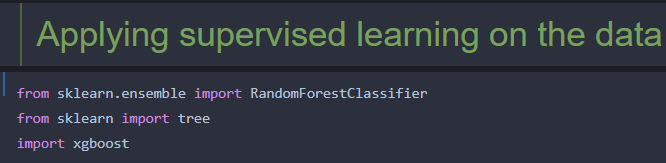 Applying supervised learning on the data
from sklearn.ensemble import RandomForestClassifier
from sklearn import tree
import xgboost